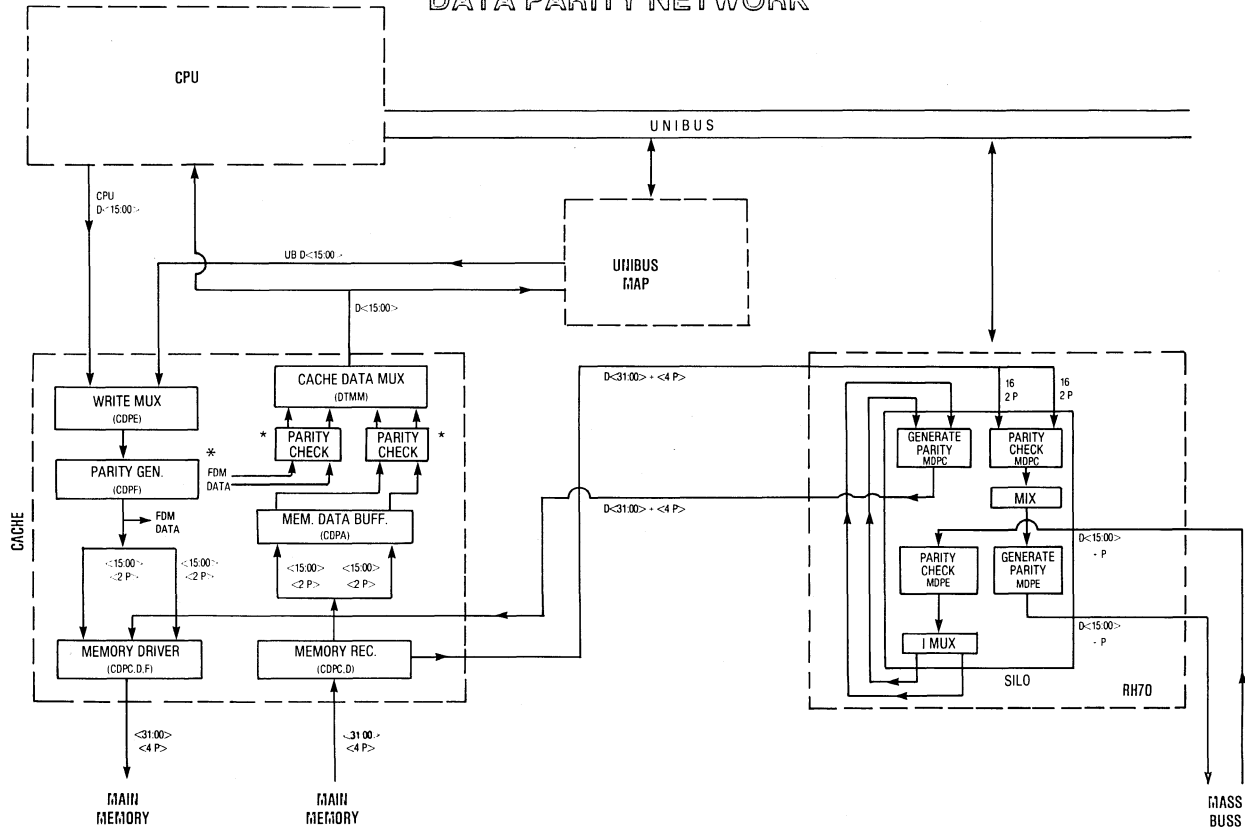 DATA PARITY NETWORK
CPU
UNIBUS
CPU
D<15:00>
UB D<15:00>
UNIBUS
MAP
D<15:00>
CACHE
WRITE MUX
(CDPE)
*
PARITY GEN.
(CDPF)
FDM
DATA
FDM
DATA
CACHE DATA MUX
(DTMM)
*
PARITY
CHECK
PARITY
CHECK
*
MEM. DATA BUFF.
(CDPA)
<15:00>
<2 P>
<15:00>
<2 P>
<15:00>
<2 P>
<15:00>
<2 P>
MEMORY DRIVER
(CDPC.D.F)
MEMORY REC.
(CDPC.D)
<31:00>
<4 P>
<31:00>
<4 P>
MAIN
MEMORY
MAIN
MEMORY
D<31:00> + <4 P>
D<31:00> + <4 P>
16
2 P
16
2 P
GENERATE
PARITY
MDPC
PARITY
CHECK
MDPC
MIX
PARITY
CHECK
MDPE
GENERATE
PARITY
MDPE
I MUX
SILO
RH70
D<15:00>
- P
D<15:00>
- P
MASS
BUSS